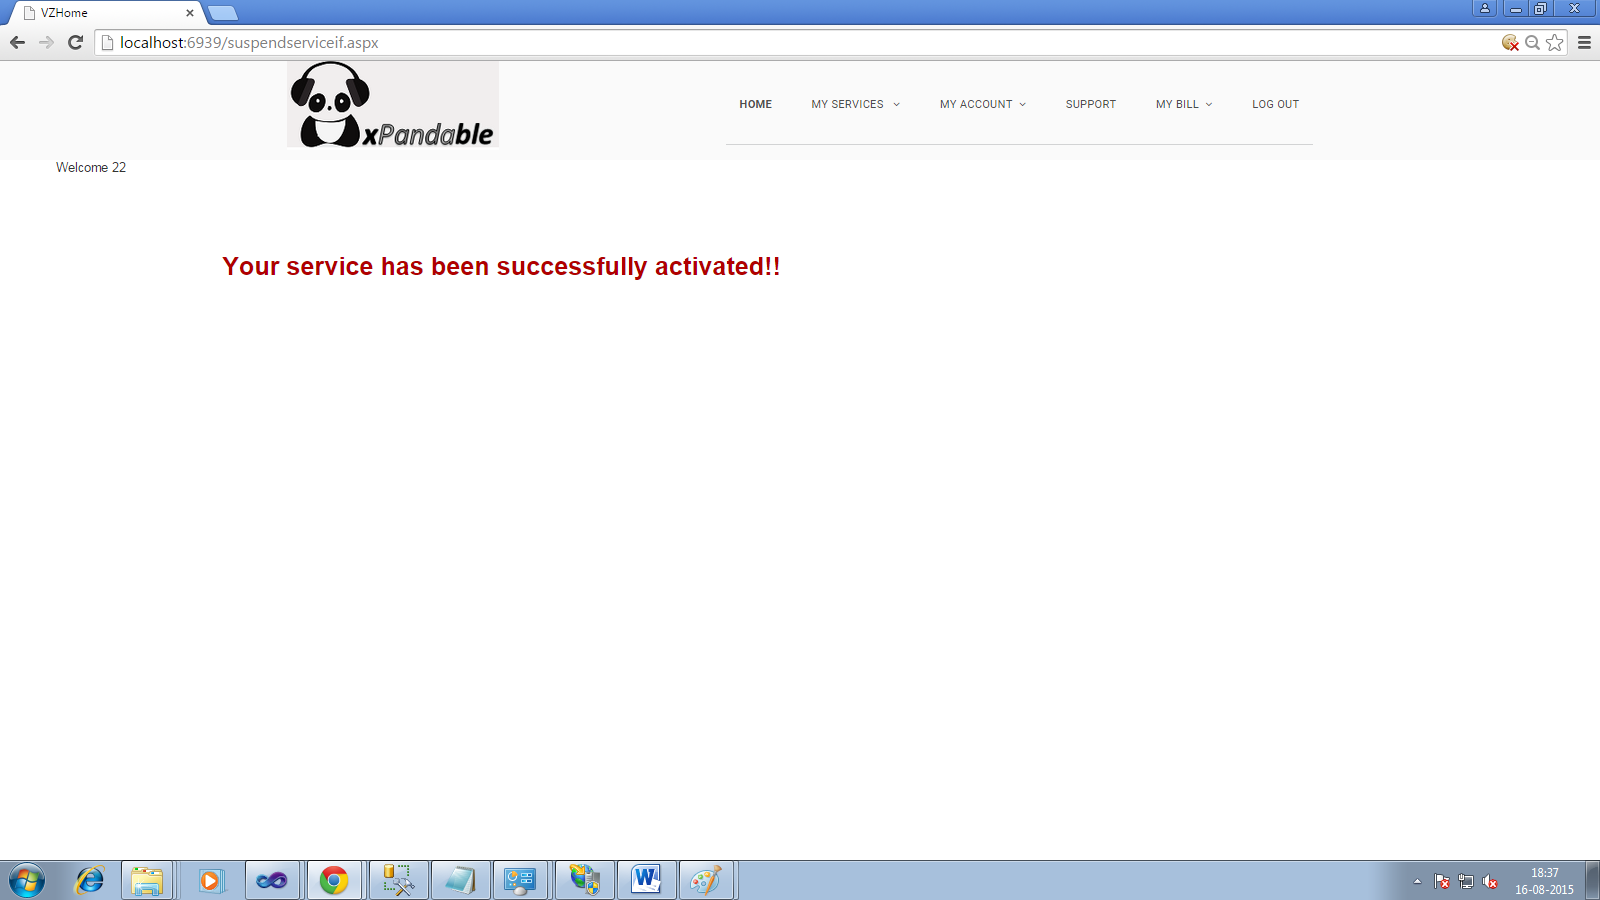 VZHome
localhost:6939/suspendserviceif.aspx
xPandable
HOME MY SERVICES MY ACCOUNT SUPPORT MY BILL LOG OUT
Welcome 22
Your service has been successfully activated!!
18:37
16-08-2015